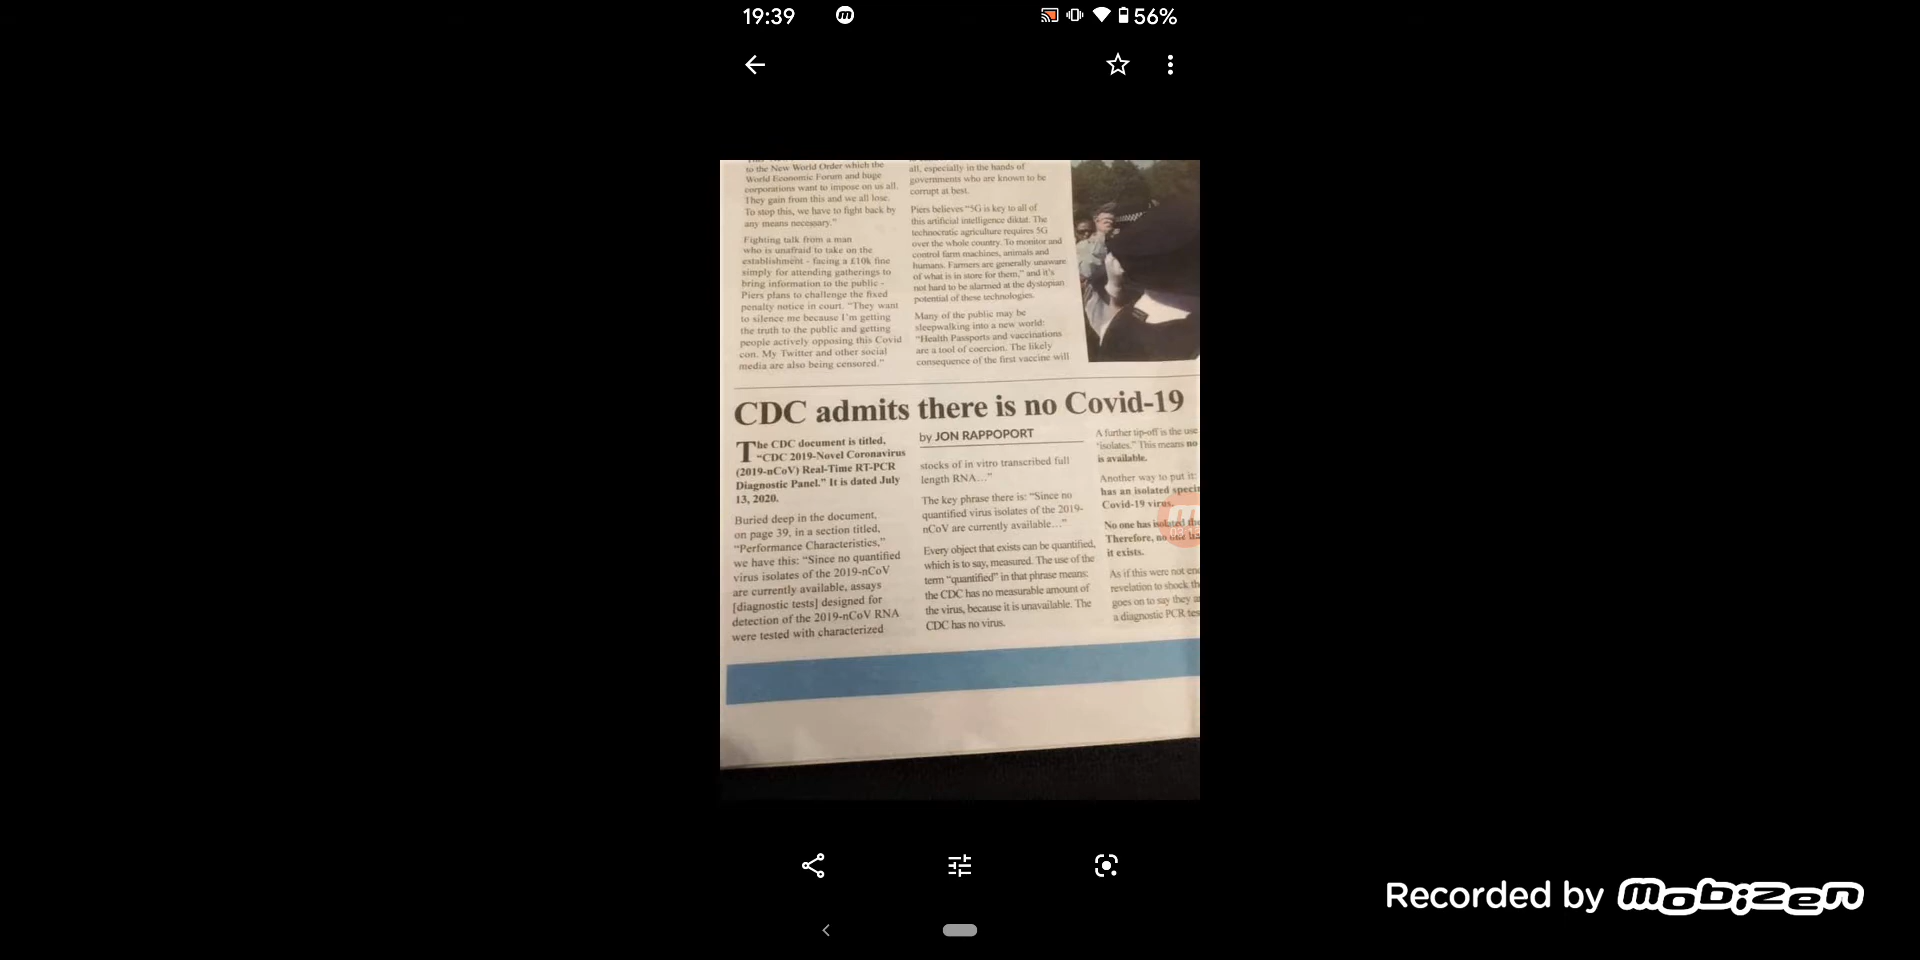 19:39
56%
to the New World Order which the
World Economic Forum and huge
corporations want to impose on us all.
They gain from this and we all lose.
To stop this, we have to fight back by
any means necessary."
Fighting talk from a man
who is unafraid to take on the
establishment - facing a £10k fine
simply for attending gatherings to
bring information to the public -
Piers plans to challenge the fixed
penalty notice in court. "They want
to silence me because I'm getting
the truth to the public and getting
people actively opposing this Covid
con. My Twitter and other social
media are also being censored."
all, especially in the hands of
governments who are known to be
corrupt at best.
Piers believes "5G is key to all of
this artificial intelligence diktat. The
technocratic agriculture requires 5G
over the whole country. To monitor and
control farm machines, animals and
humans. Farmers are generally unaware
of what is in store for them," and it's
not hard to be alarmed at the dystopian
potential of these technologies.
Many of the public may be
sleepwalking into a new world:
"Health Passports and vaccinations
are a tool of coercion. The likely
consequence of the first vaccine will
CDC admits there is no Covid-19
The CDC document is titled,
"CDC 2019-Novel Coronavirus
(2019-nCoV) Real-Time RT-PCR
Diagnostic Panel." It is dated July
13, 2020.
Buried deep in the document,
on page 39, in a section titled,
"Performance Characteristics,"
we have this: "Since no quantified
virus isolates of the 2019-nCoV
are currently available, assays
[diagnostic tests] designed for
detection of the 2019-nCoV RNA
were tested with characterized
by JON RAPPOPORT
stocks of in vitro transcribed full
length RNA…"
The key phrase there is: "Since no
quantified virus isolates of the 2019-
nCoV are currently available…"
Every object that exists can be quantified,
which is to say, measured. The use of the
term "quantified" in that phrase means:
the CDC has no measurable amount of
the virus, because it is unavailable. The
CDC has no virus.
A further tip-off is the use
"isolates." This means no
is available.
Another way to put it:
has an isolated
Covid-19 virus.
No one has isolated
Therefore, no
it exists.
As if this were not
revelation to shock
goes on to say they
a diagnostic PCR
Recorded by mobizen